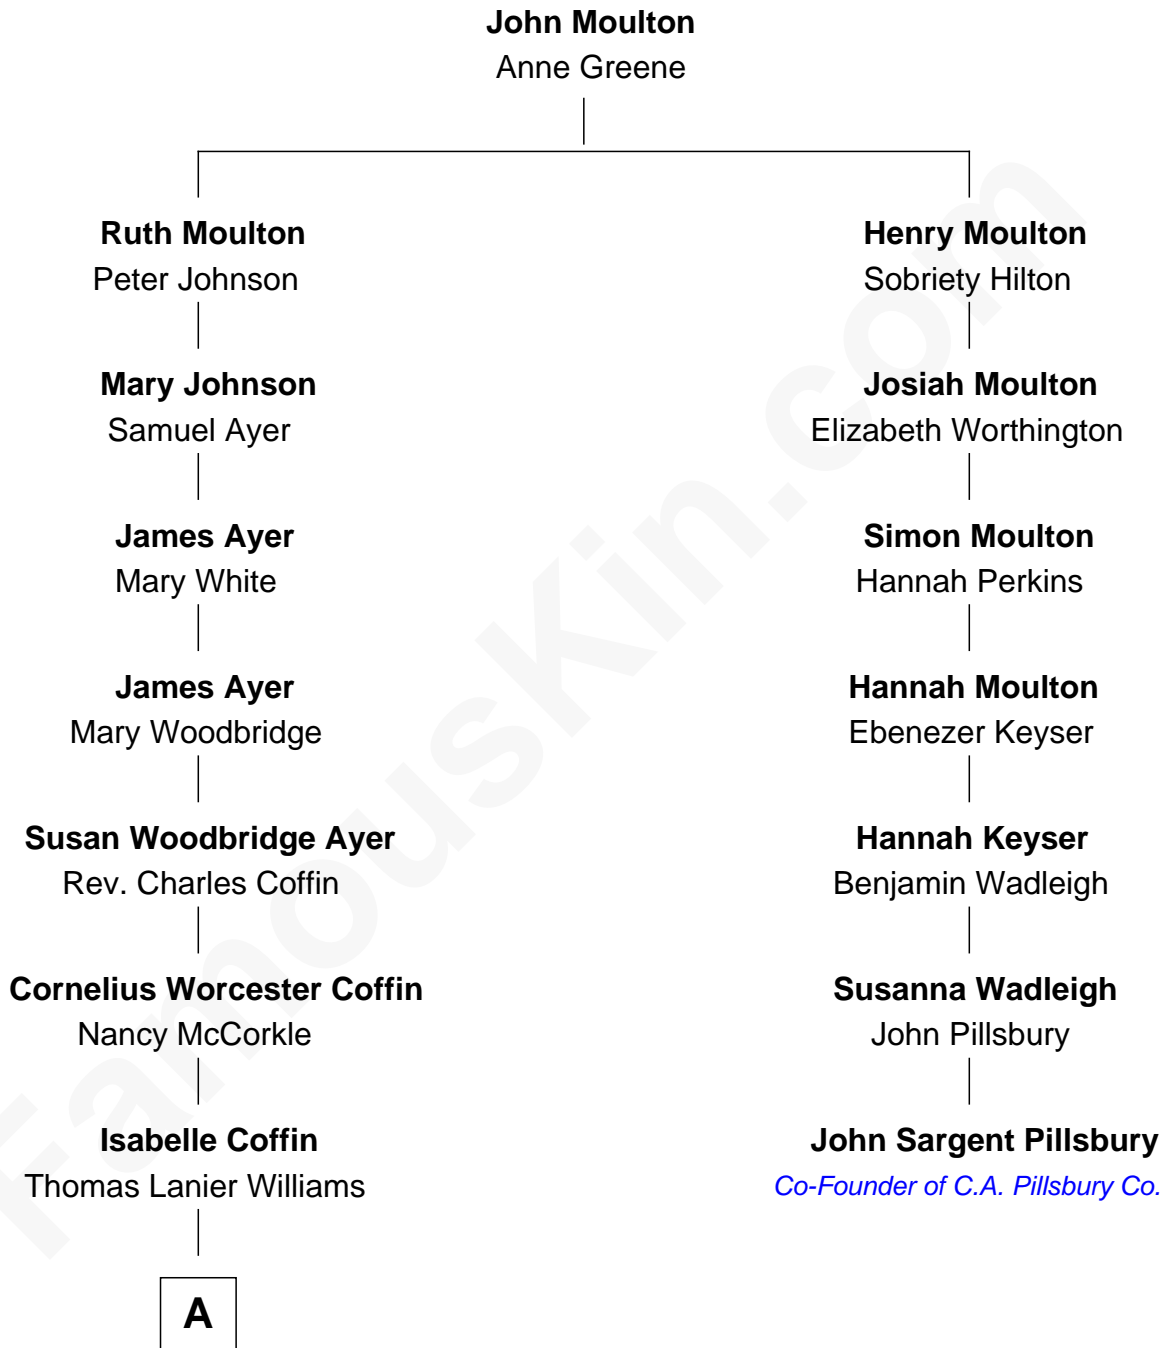 John Moulton
Anne Greene
Ruth Moulton
Peter Johnson
Henry Moulton
Sobriety Hilton
Mary Johnson
Samuel Ayer
Josiah Moulton
Elizabeth Worthington
James Ayer
Mary White
Simon Moulton
Hannah Perkins
James Ayer
Mary Woodbridge
Hannah Moulton
Ebenezer Keyser
Susan Woodbridge Ayer
Rev. Charles Coffin
Hannah Keyser
Benjamin Wadleigh
Cornelius Worcester Coffin
Nancy McCorkle
Susanna Wadleigh
John Pillsbury
Isabelle Coffin
Thomas Lanier Williams
John Sargent Pillsbury
Co-Founder of C.A. Pillsbury Co.
A
FamousKin.com